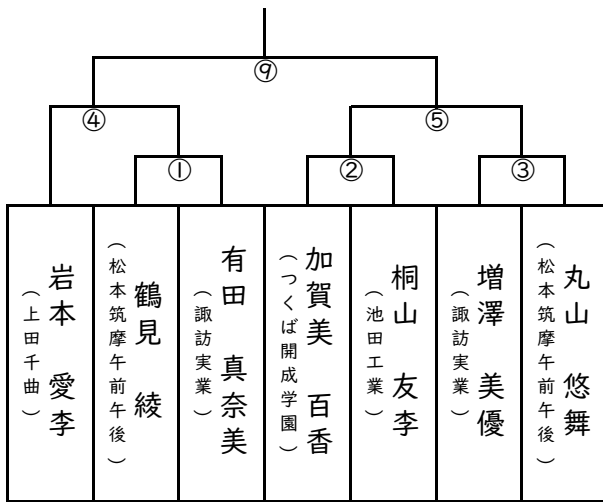 ⑨
④
⑤
①
②
③
岩本 愛李
(上田千曲)
鶴見 綾
(松本筑摩午前午後)
有田 真奈美
(諏訪実業)
加賀美 百香
(つくば開成学園)
桐山 友李
(池田工業)
増澤 美優
(諏訪実業)
丸山 悠舞
(松本筑摩午前午後)